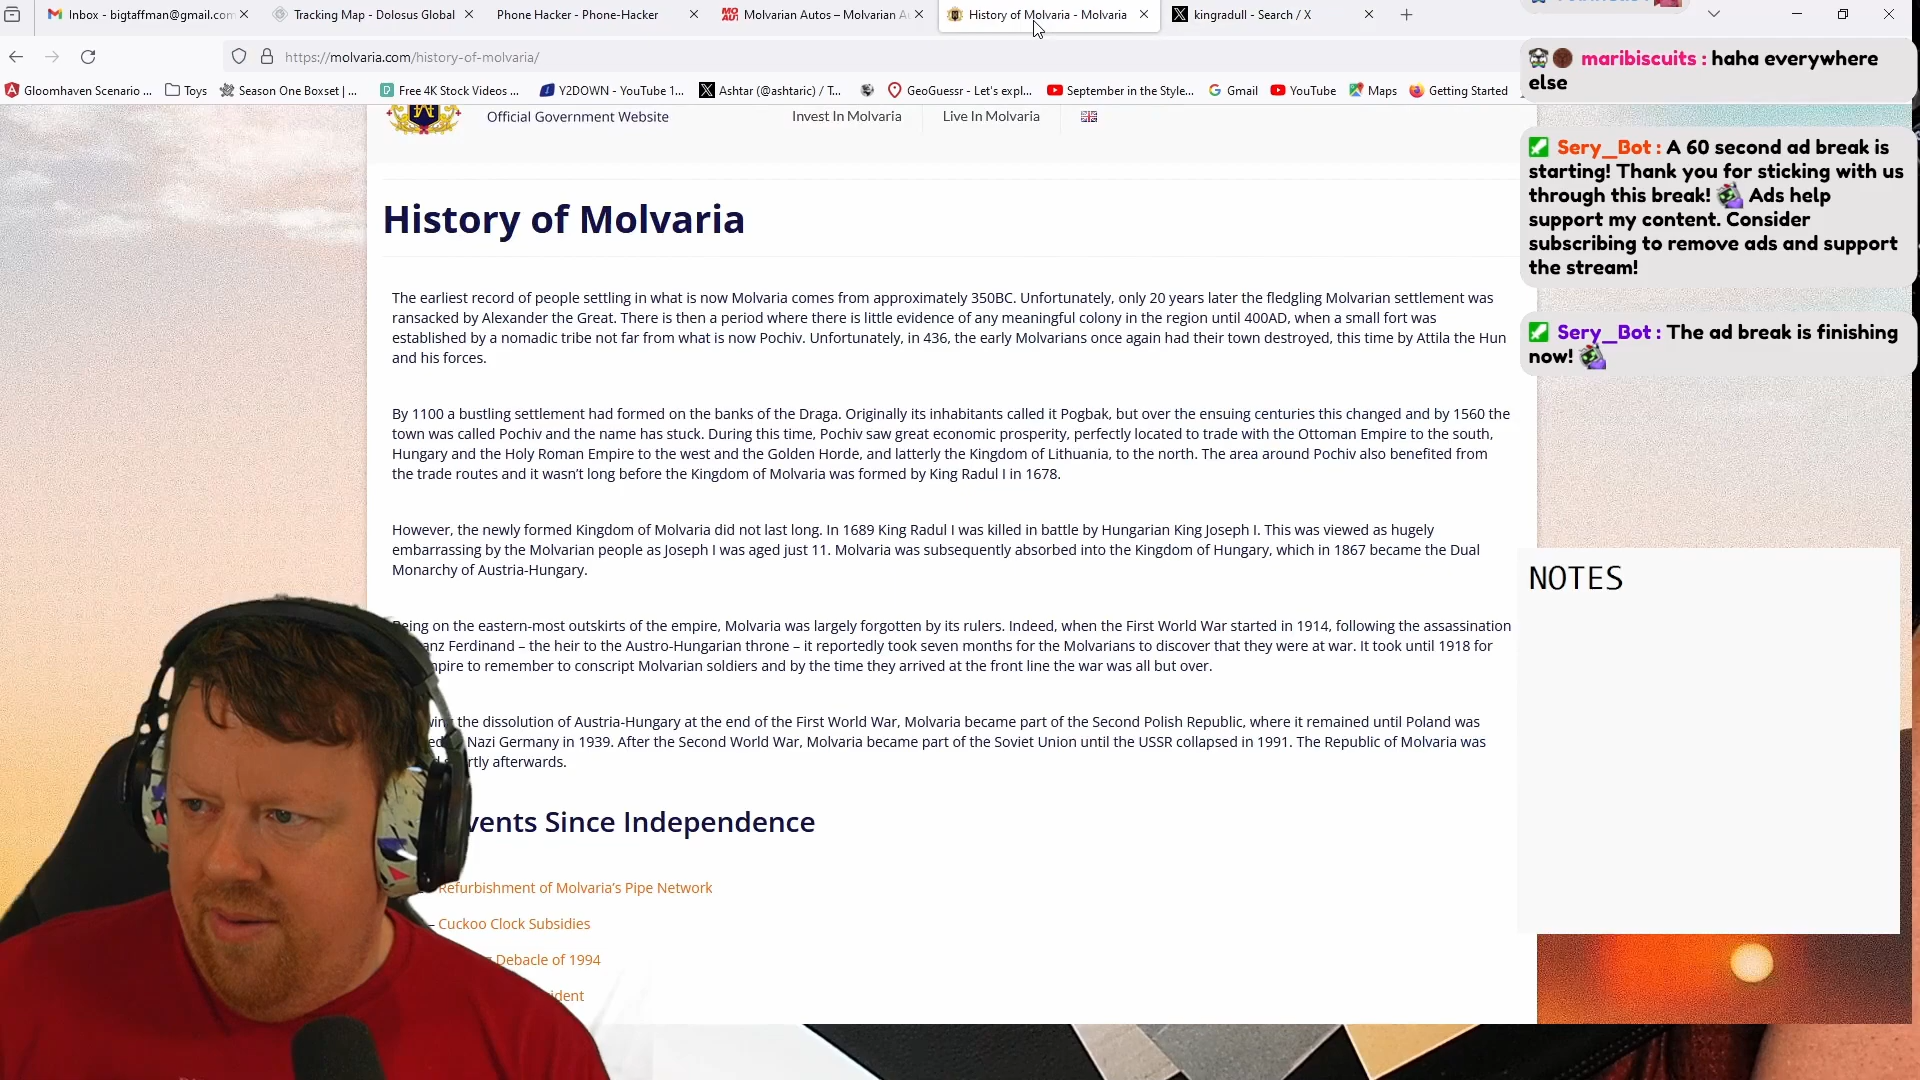 Inbox - bigtaffman@gmail.com
Tracking Map - Dolosus Global
Phone Hacker - Phone-Hacker
Molvarian Autos – Molvarian Au
History of Molvaria - Molvaria
kingradull - Search / X
https://molvaria.com/history-of-molvaria/
Gloomhaven Scenario ...
Toys
Season One Boxset | ...
Free 4K Stock Videos ...
Y2DOWN - YouTube 1...
Ashtar (@ashtaric) / T...
GeoGuessr - Let's expl...
September in the Style...
Gmail
YouTube
Maps
Getting Started
Official Government Website
Invest In Molvaria
Live In Molvaria
History of Molvaria
The earliest record of people settling in what is now Molvaria comes from approximately 350BC. Unfortunately, only 20 years later the fledgling Molvarian settlement was
ransacked by Alexander the Great. There is then a period where there is little evidence of any meaningful colony in the region until 400AD, when a small fort was
established by a nomadic tribe not far from what is now Pochiv. Unfortunately, in 436, the early Molvarians once again had their town destroyed, this time by Attila the Hun
and his forces.
By 1100 a bustling settlement had formed on the banks of the Draga. Originally its inhabitants called it Pogbak, but over the ensuing centuries this changed and by 1560 the
town was called Pochiv and the name has stuck. During this time, Pochiv saw great economic prosperity, perfectly located to trade with the Ottoman Empire to the south,
Hungary and the Holy Roman Empire to the west and the Golden Horde, and latterly the Kingdom of Lithuania, to the north. The area around Pochiv also benefited from
the trade routes and it wasn't long before the Kingdom of Molvaria was formed by King Radul I in 1678.
However, the newly formed Kingdom of Molvaria did not last long. In 1689 King Radul I was killed in battle by Hungarian King Joseph I. This was viewed as hugely
embarrassing by the Molvarian people as Joseph I was aged just 11. Molvaria was subsequently absorbed into the Kingdom of Hungary, which in 1867 became the Dual
Monarchy of Austria-Hungary.
Being on the eastern-most outskirts of the empire, Molvaria was largely forgotten by its rulers. Indeed, when the First World War started in 1914, following the assassination
anz Ferdinand – the heir to the Austro-Hungarian throne – it reportedly took seven months for the Molvarians to discover that they were at war. It took until 1918 for
pire to remember to conscript Molvarian soldiers and by the time they arrived at the front line the war was all but over.
wing the dissolution of Austria-Hungary at the end of the First World War, Molvaria became part of the Second Polish Republic, where it remained until Poland was
Nazi Germany in 1939. After the Second World War, Molvaria became part of the Soviet Union until the USSR collapsed in 1991. The Republic of Molvaria was
rtly afterwards.
vents Since Independence
Refurbishment of Molvaria's Pipe Network
– Cuckoo Clock Subsidies
Debacle of 1994
ident
maribiscuits : haha everywhere
else
Sery_Bot : A 60 second ad break is
starting! Thank you for sticking with us
through this break! Ads help
support my content. Consider
subscribing to remove ads and support
the stream!
Sery_Bot : The ad break is finishing
now!
NOTES